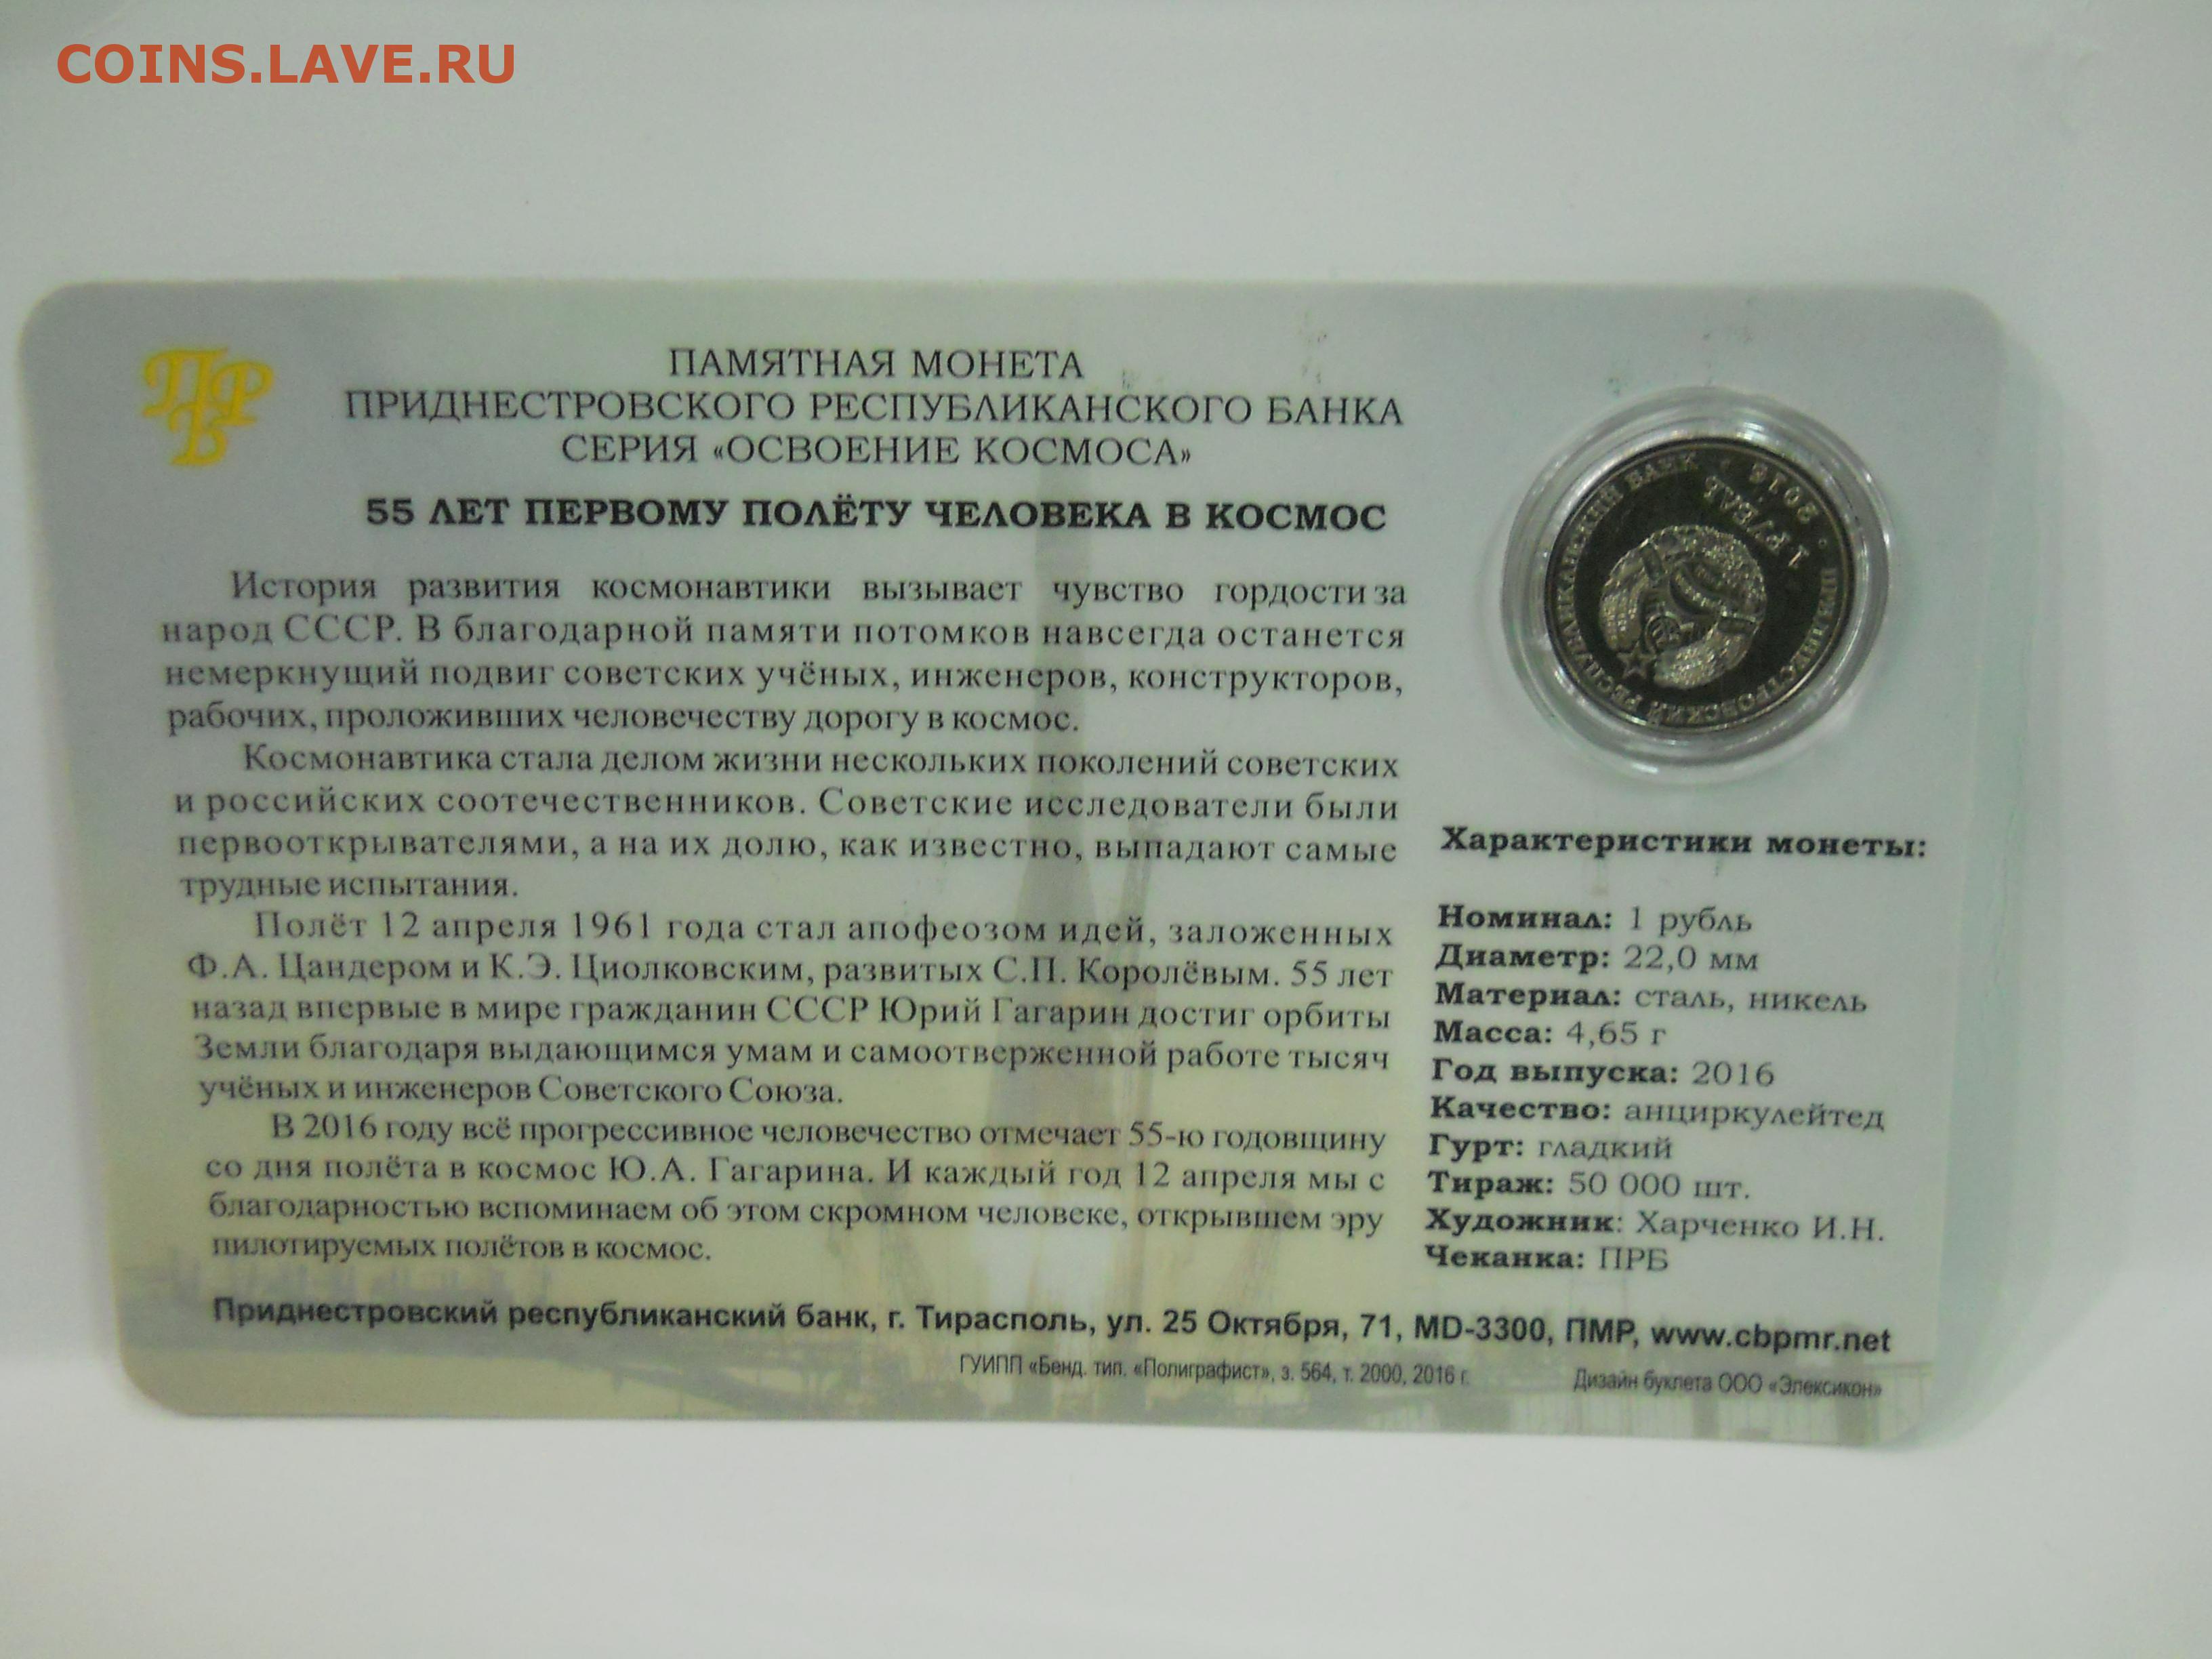 COINS.LAVE.RU
ПРБ
ПАМЯТНАЯ МОНЕТА
ПРИДНЕСТРОВСКОГО РЕСПУБЛИКАНСКОГО БАНКА
СЕРИЯ «ОСВОЕНИЕ КОСМОСА»
55 ЛЕТ ПЕРВОМУ ПОЛЁТУ ЧЕЛОВЕКА В КОСМОС
История развития космонавтики вызывает чувство гордости за
народ СССР. В благодарной памяти потомков навсегда останется
немеркнущий подвиг советских учёных, инженеров, конструкторов,
рабочих, проложивших человечеству дорогу в космос.
Космонавтика стала делом жизни нескольких поколений советских
и российских соотечественников. Советские исследователи были
первооткрывателями, а на их долю, как известно, выпадают самые
трудные испытания.
Полёт 12 апреля 1961 года стал апофеозом идей, заложенных
Ф.А. Цандером и К.Э. Циолковским, развитых С.П. Королёвым. 55 лет
назад впервые в мире гражданин СССР Юрий Гагарин достиг орбиты
Земли благодаря выдающимся умам и самоотверженной работе тысяч
учёных и инженеров Советского Союза.
В 2016 году всё прогрессивное человечество отмечает 55-ю годовщину
со дня полёта в космос Ю.А. Гагарина. И каждый год 12 апреля мы с
благодарностью вспоминаем об этом скромном человеке, открывшем эру
пилотируемых полётов в космос.
ПРИДНЕСТРОВСКИЙ РЕСПУБЛИКАНСКИЙ БАНК • 2016 •
1 РУБЛЬ
Характеристики монеты:
Номинал: 1 рубль
Диаметр: 22,0 мм
Материал: сталь, никель
Масса: 4,65 г
Год выпуска: 2016
Качество: анциркулейтед
Гурт: гладкий
Тираж: 50 000 шт.
Художник: Харченко И.Н.
Чеканка: ПРБ
Приднестровский республиканский банк, г. Тирасполь, ул. 25 Октября, 71, MD-3300, ПМР, www.cbpmr.net
ГУИПП «Бенд. тип. «Полиграфист», з. 564, т. 2000, 2016 г.
Дизайн буклета ООО «Элексикон»